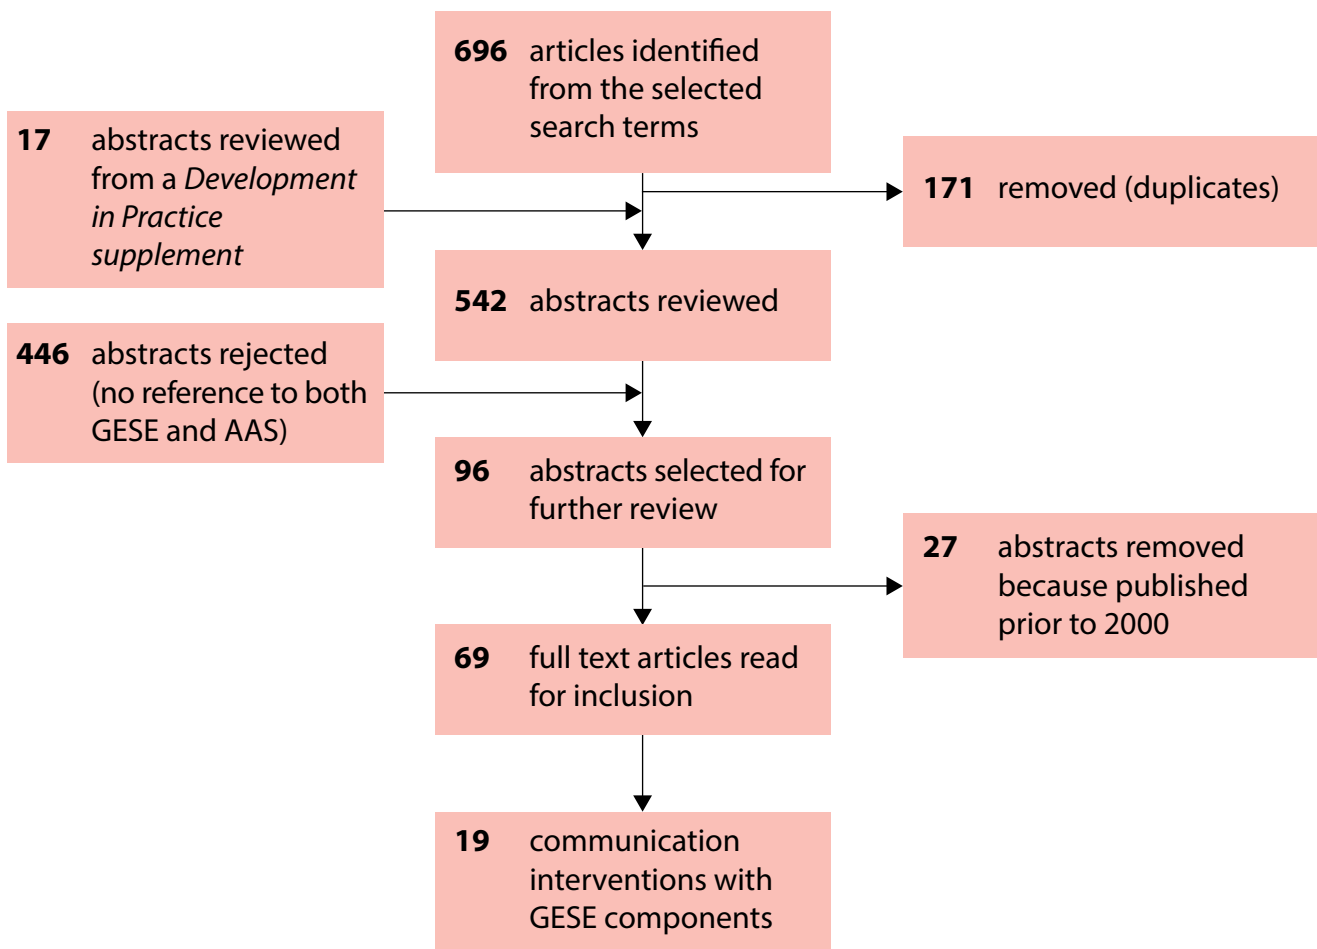 696 articles identified
from the selected
search terms
17 abstracts reviewed
from a Development
in Practice
supplement
171 removed (duplicates)
542 abstracts reviewed
446 abstracts rejected
(no reference to both
GESE and AAS)
96 abstracts selected for
further review
27 abstracts removed
because published
prior to 2000
69 full text articles read
for inclusion
19 communication
interventions with
GESE components